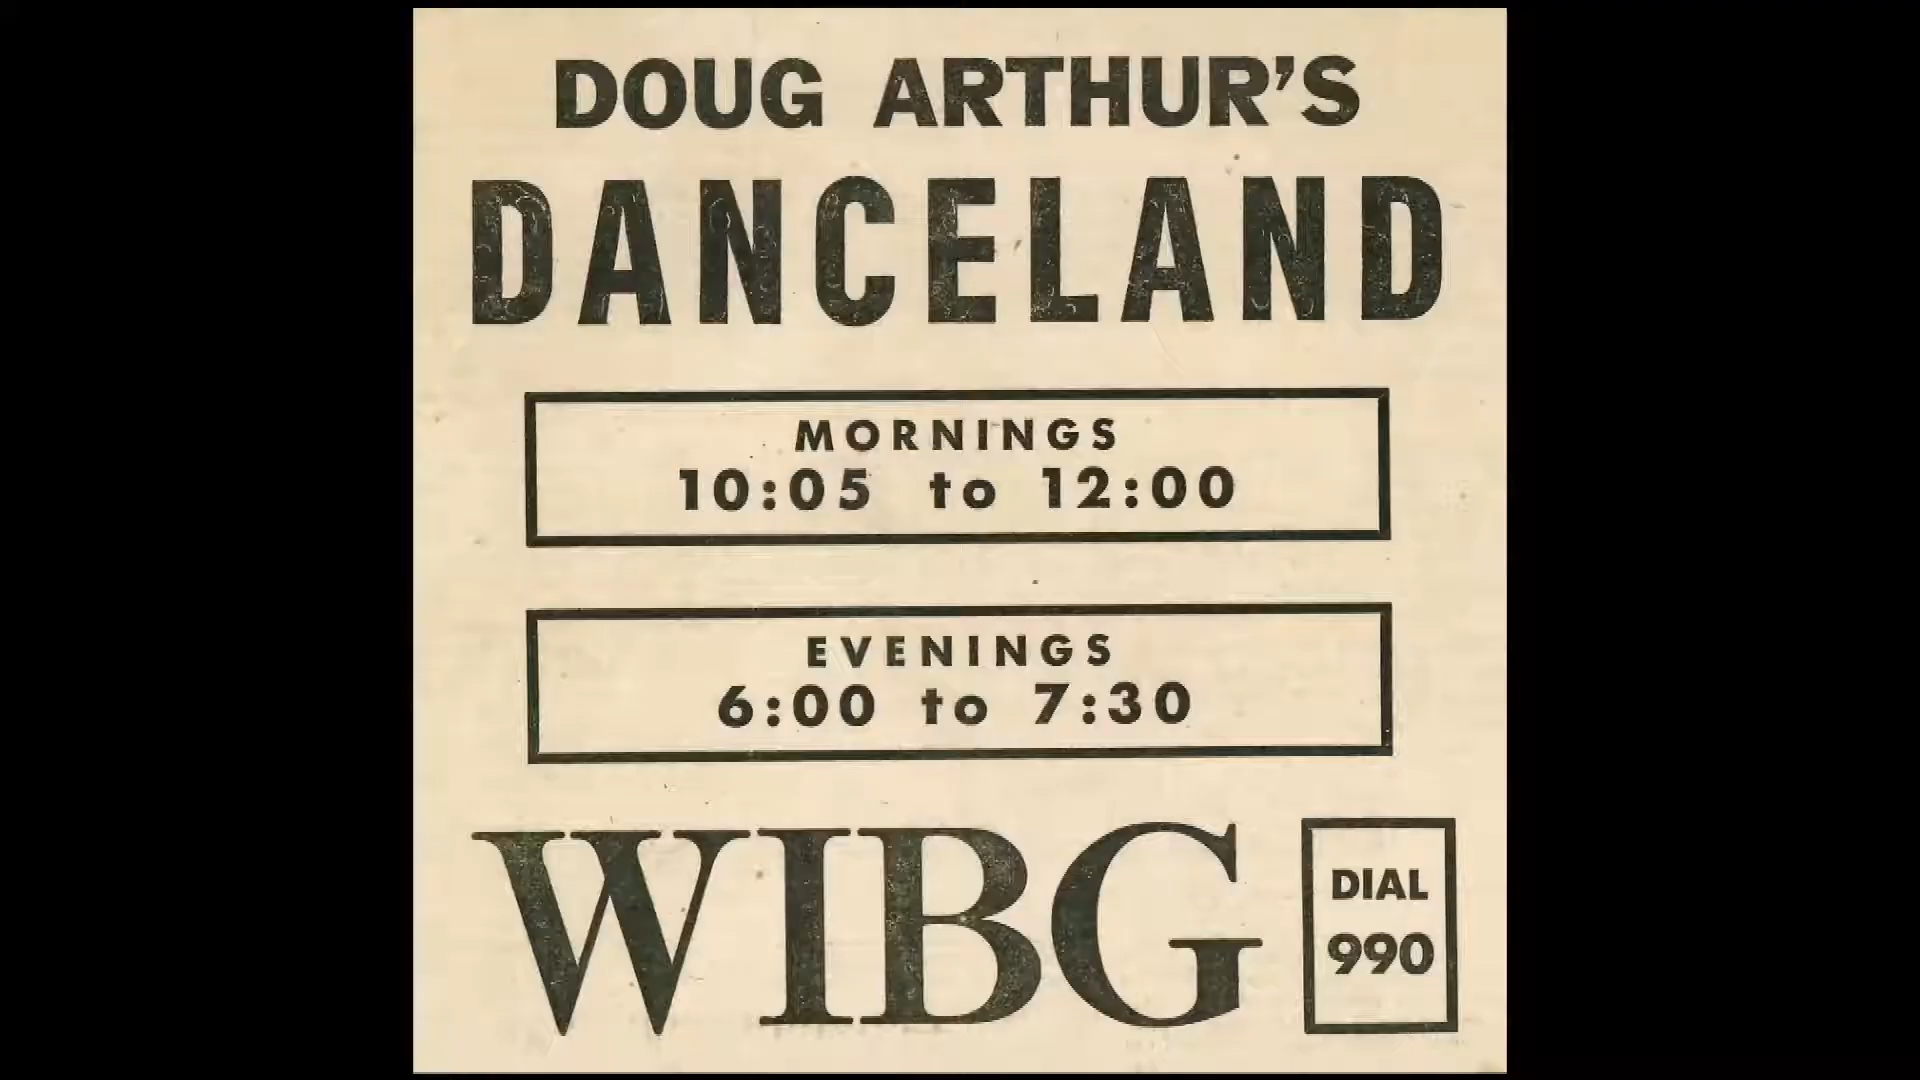 DOUG ARTHUR'S
DANCELAND
MORNINGS
10:05 to 12:00
EVENINGS
6:00 to 7:30
WIBG
DIAL
990